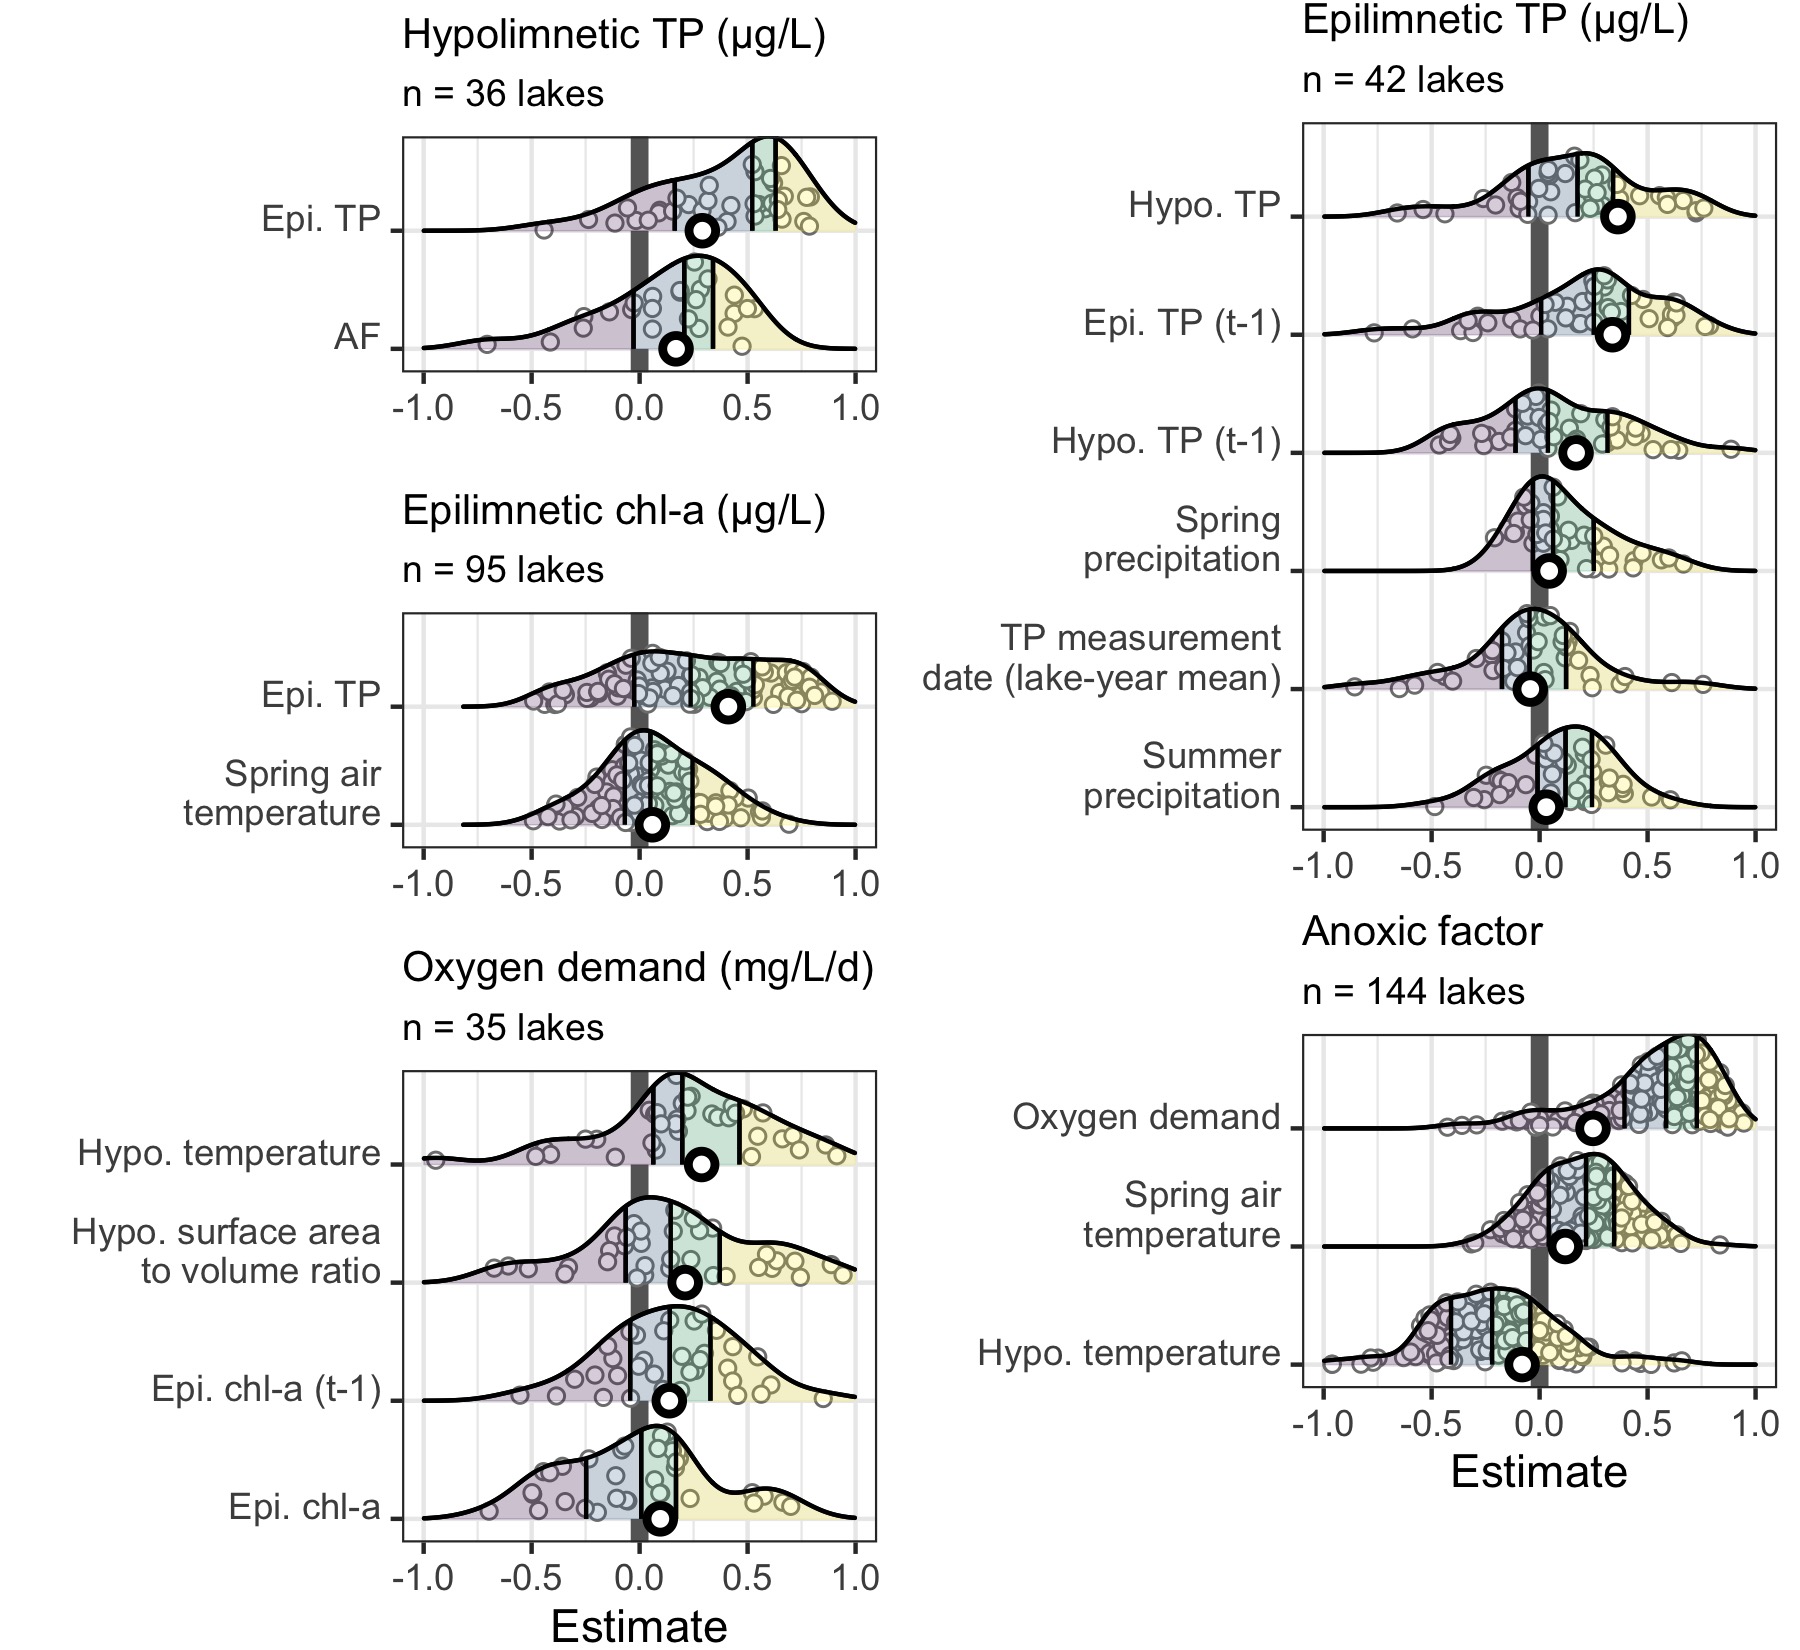 Hypolimnetic TP (µg/L)
n = 36 lakes
Epi. TP
AF
-1.0 -0.5 0.0 0.5 1.0
Epilimnetic chl-a (µg/L)
n = 95 lakes
Epi. TP
Spring air
temperature
-1.0 -0.5 0.0 0.5 1.0
Oxygen demand (mg/L/d)
n = 35 lakes
Hypo. temperature
Hypo. surface area
to volume ratio
Epi. chl-a (t-1)
Epi. chl-a
-1.0 -0.5 0.0 0.5 1.0
Estimate
Epilimnetic TP (µg/L)
n = 42 lakes
Hypo. TP
Epi. TP (t-1)
Hypo. TP (t-1)
Spring
precipitation
TP measurement
date (lake-year mean)
Summer
precipitation
-1.0 -0.5 0.0 0.5 1.0
Anoxic factor
n = 144 lakes
Oxygen demand
Spring air
temperature
Hypo. temperature
-1.0 -0.5 0.0 0.5 1.0
Estimate